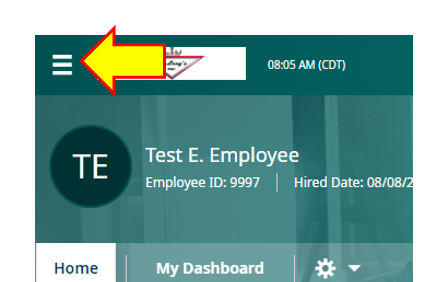 08:05 AM (CDT)
TE
Test E. Employee
Employee ID: 9997 Hired Date: 08/08/2
Home My Dashboard